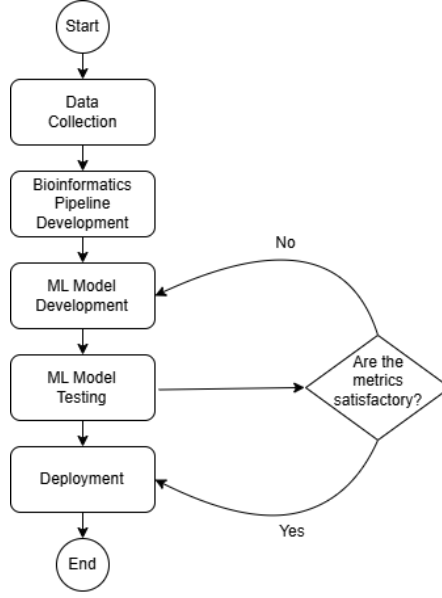 Start
Data
Collection
Bioinformatics
Pipeline
Development
No
ML Model
Development
Are the
metrics
satisfactory?
ML Model
Testing
Deployment
Yes
End